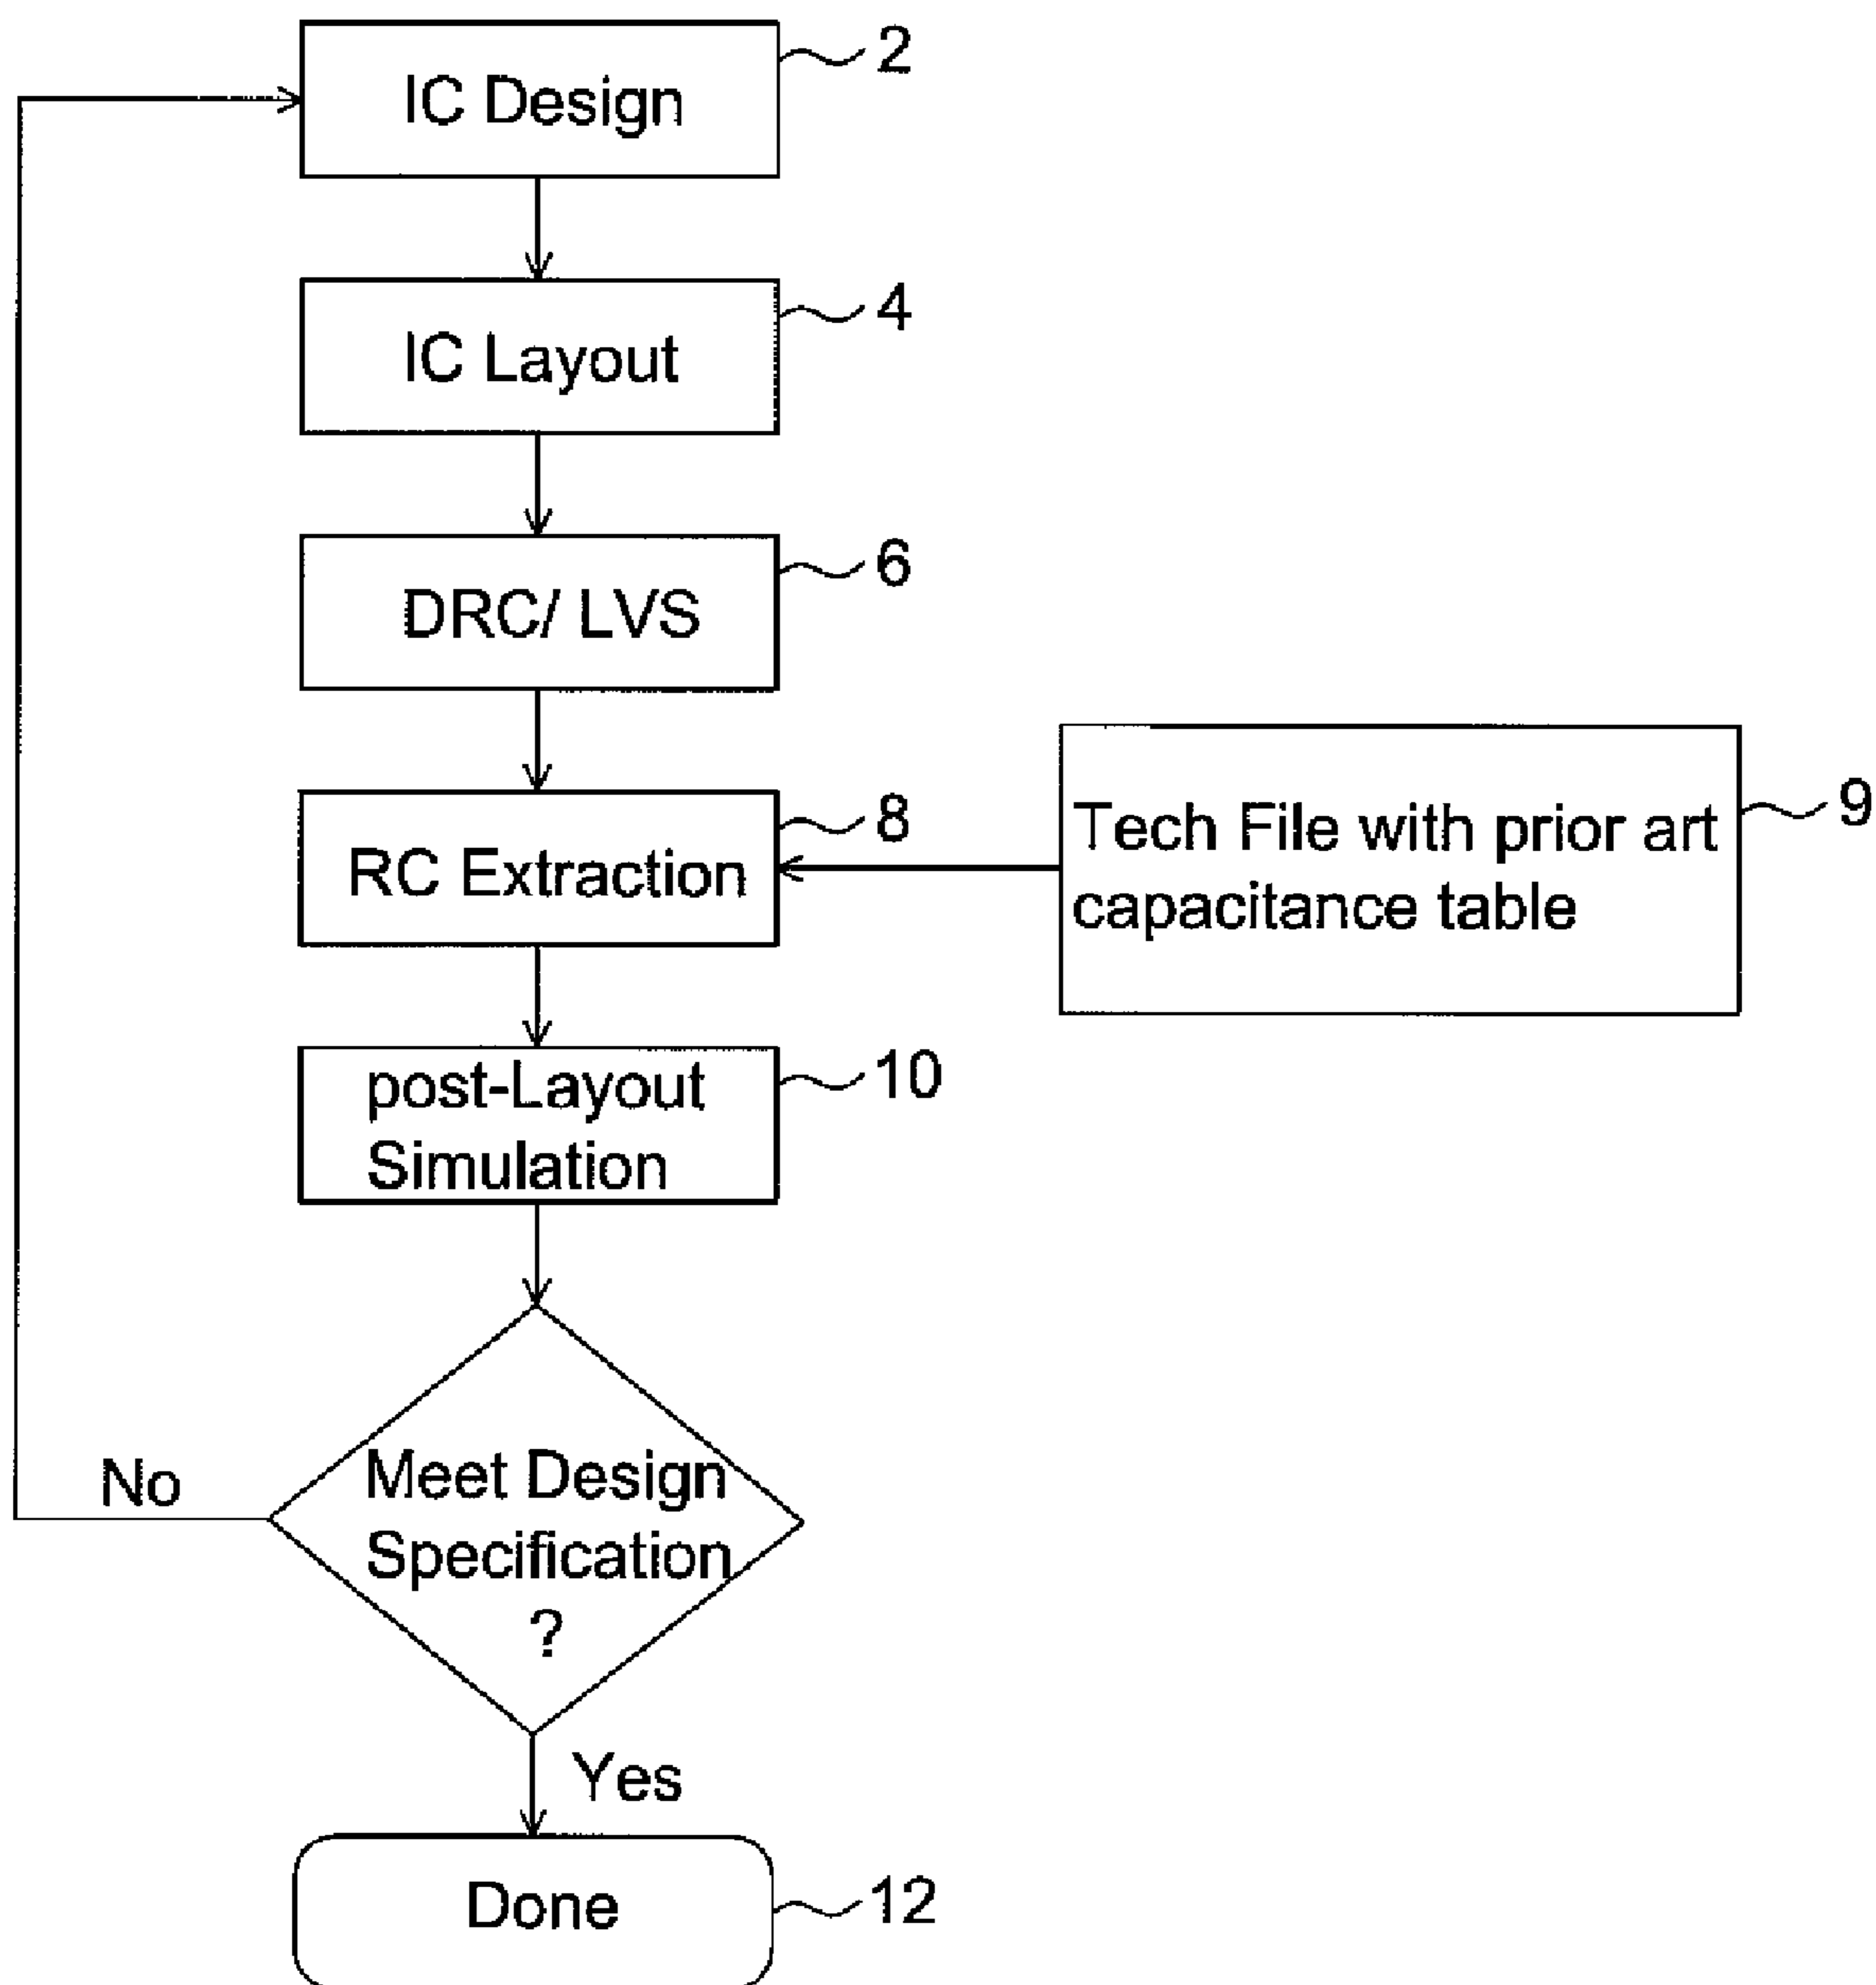 IC Design
2
IC Layout
4
DRC/ LVS
6
RC Extraction
8
Tech File with prior art
capacitance table
9
post-Layout
Simulation
10
Meet Design
Specification
?
No
Yes
Done
12